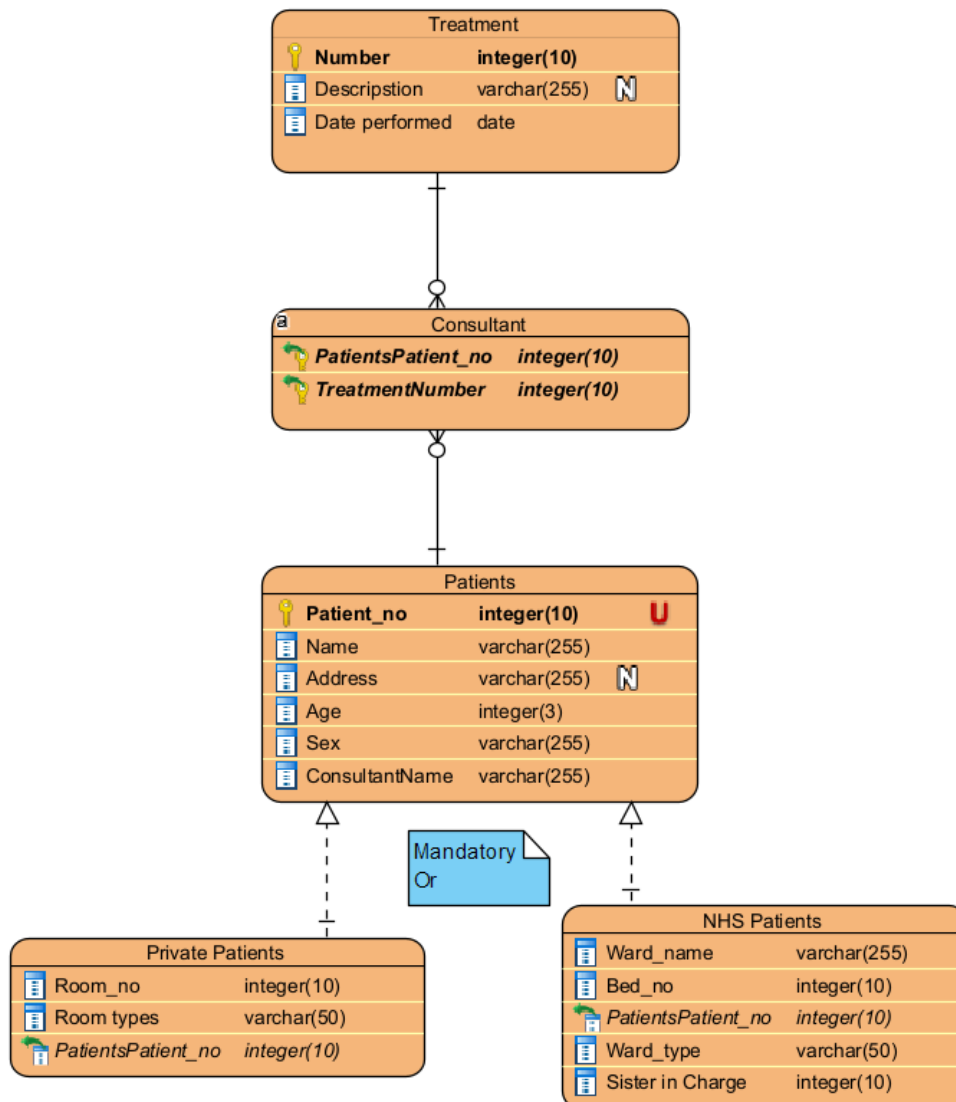 Treatment
Number integer(10)
Descripstion varchar(255) N
Date performed date
a
Consultant
PatientsPatient_no integer(10)
TreatmentNumber integer(10)
Patients
Patient_no integer(10) U
Name varchar(255)
Address varchar(255) N
Age integer(3)
Sex varchar(255)
ConsultantName varchar(255)
Mandatory
Or
Private Patients
Room_no integer(10)
Room types varchar(50)
PatientsPatient_no integer(10)
NHS Patients
Ward_name varchar(255)
Bed_no integer(10)
PatientsPatient_no integer(10)
Ward_type varchar(50)
Sister in Charge integer(10)